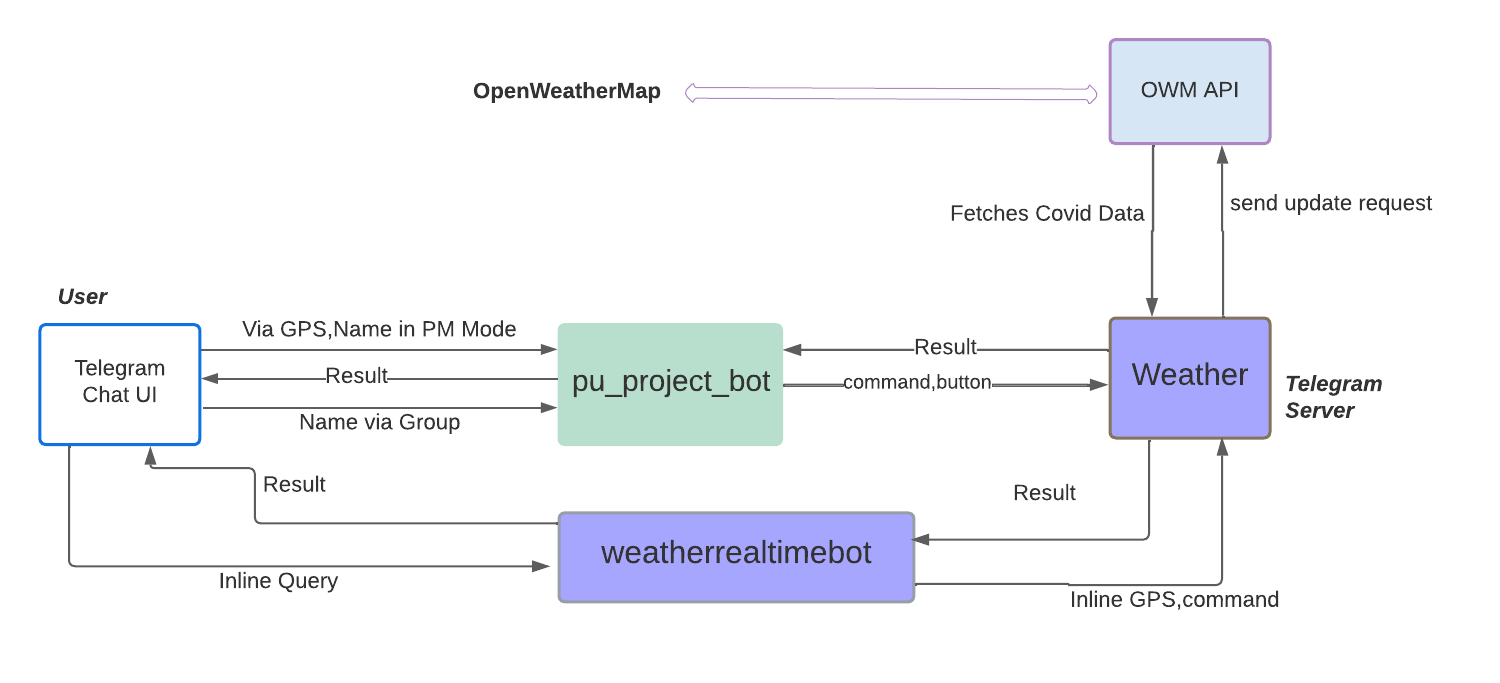 OpenWeatherMap
OWM API
Fetches Covid Data
send update request
User
Telegram
Chat UI
Via GPS,Name in PM Mode
Result
Name via Group
pu_project_bot
Result
command,button
Weather
Telegram
Server
Result
Inline Query
weatherrealtimebot
Result
Inline GPS,command